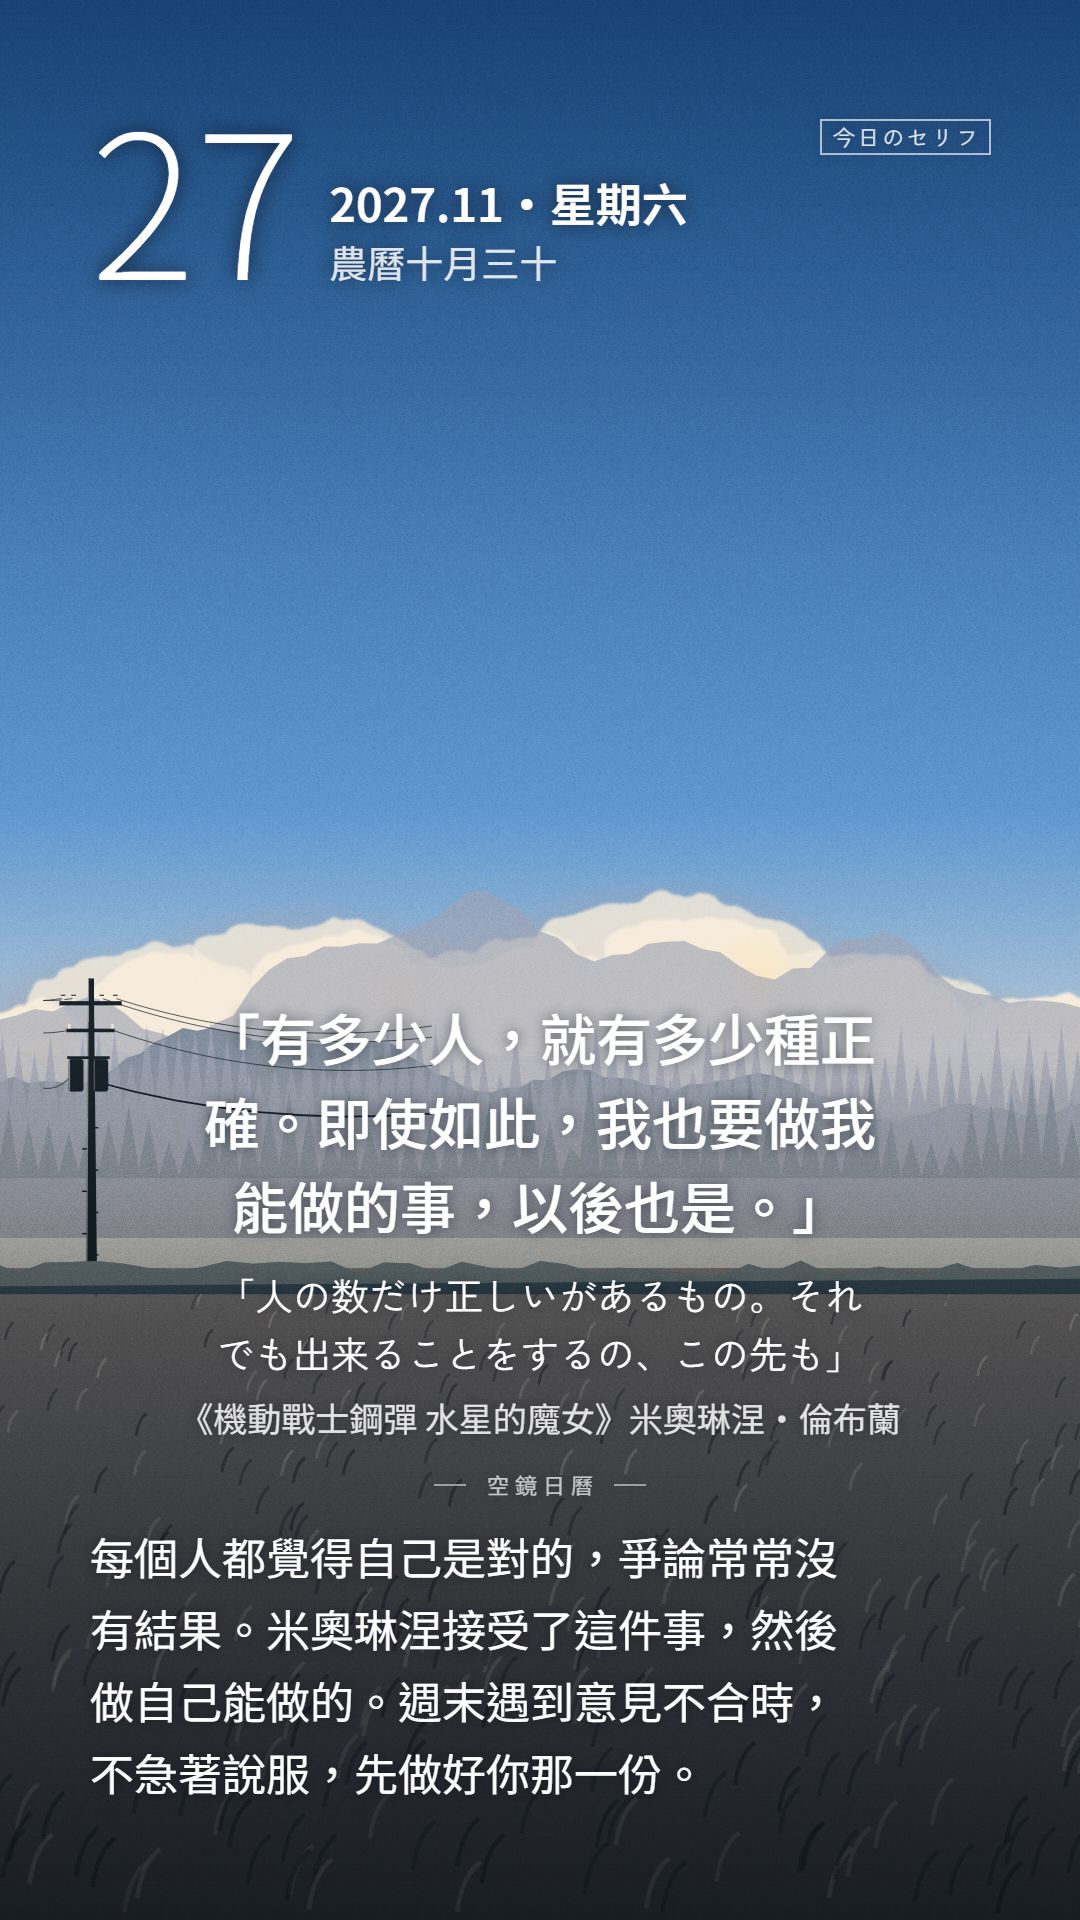 27
今日のセリフ
2027.11・星期六
農曆十月三十
「有多少人，就有多少種正
確。即使如此，我也要做我
能做的事，以後也是。」
「人の数だけ正しいがあるもの。それ
でも出来ることをするの、この先も」
《機動戰士鋼彈 水星的魔女》米奧琳涅・倫布蘭
空鏡日曆
每個人都覺得自己是對的，爭論常常沒
有結果。米奧琳涅接受了這件事，然後
做自己能做的。週末遇到意見不合時，
不急著說服，先做好你那一份。